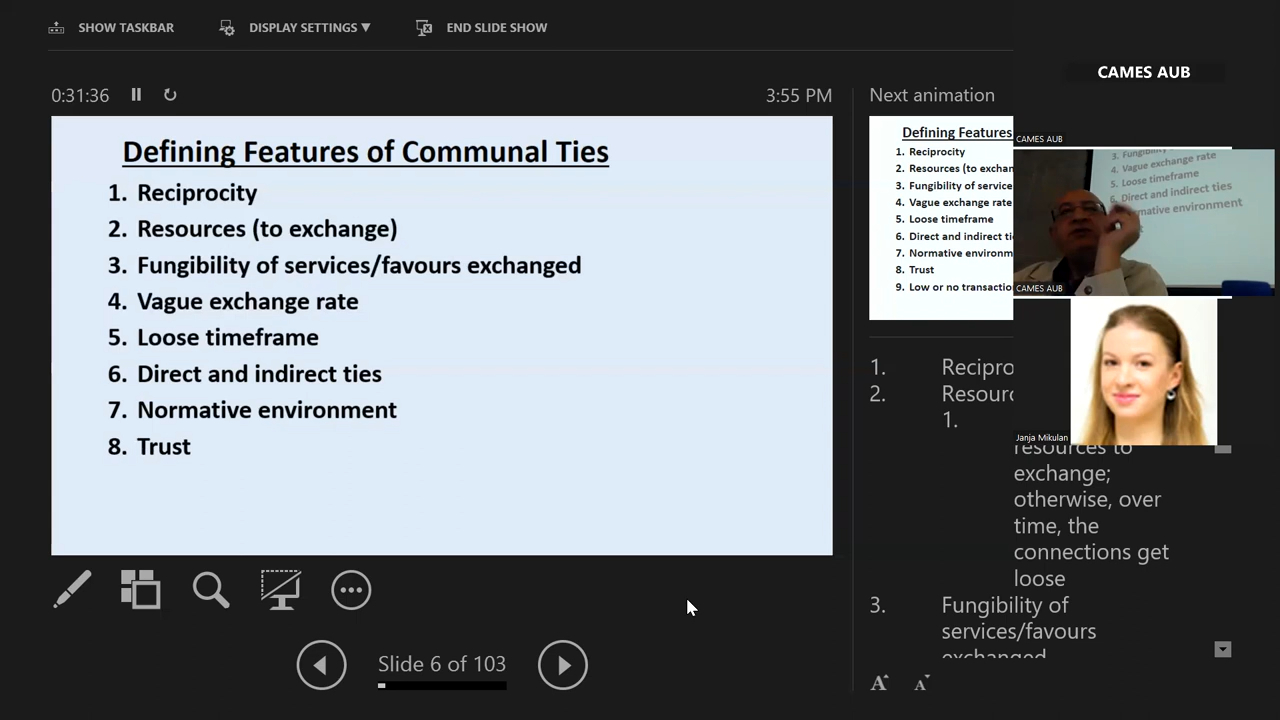 SHOW TASKBAR
DISPLAY SETTINGS ▼
END SLIDE SHOW
CAMES AUB
0:31:36
3:55 PM
Next animation
Defining Features of Communal Ties
1. Reciprocity
2. Resources (to exchange)
3. Fungibility of services/favours exchanged
4. Vague exchange rate
5. Loose timeframe
6. Direct and indirect ties
7. Normative environment
8. Trust
Defining Features
1. Reciprocity
2. Resources (to exchan
3. Fungibility of service
4. Vague exchange rate
5. Loose timeframe
6. Direct and indirect ti
7. Normative environm
8. Trust
9. Low or no transactio
CAMES AUB
4. Vague exchange rate
5. Loose timeframe
6. Direct and indirect ties
environment
CAMES AUB
Janja Mikulan
1. Recipro
2. Resourc
1.
resources to
exchange;
otherwise, over
time, the
connections get
loose
3. Fungibility of
services/favours
exchanged
Slide 6 of 103
A A